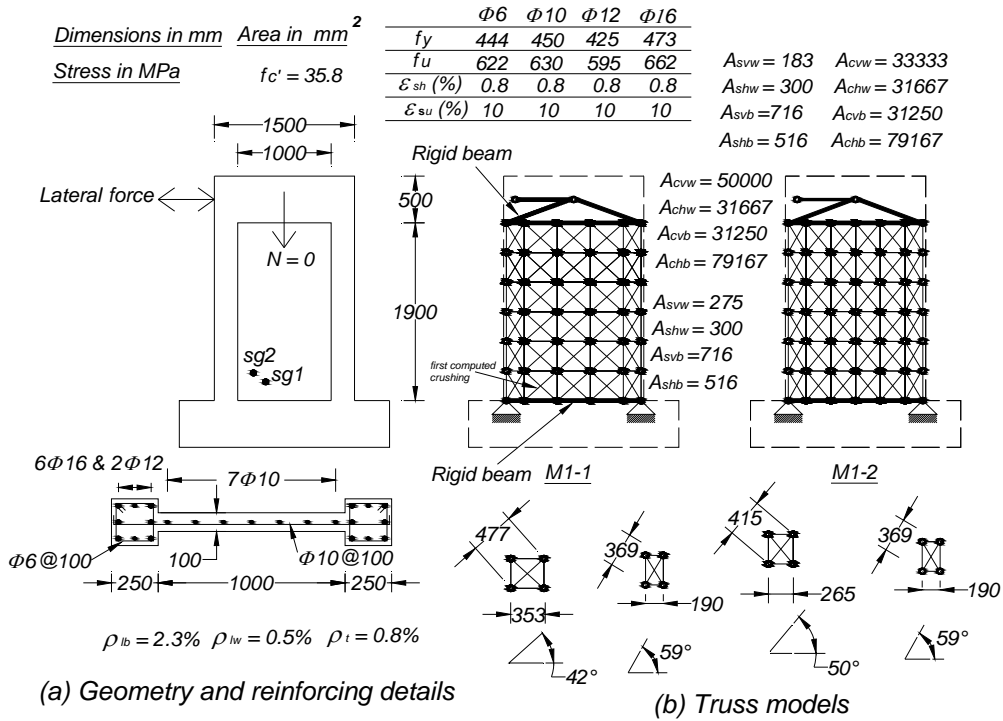 Dimensions in mm Area in mm²
Stress in MPa fc' = 35.8
Φ6 Φ10 Φ12 Φ16
fy 444 450 425 473
fu 622 630 595 662
εsh (%) 0.8 0.8 0.8 0.8
εsu (%) 10 10 10 10
Asvw = 183 Acvw = 33333
Ashw = 300 Achw = 31667
Asvb = 716 Acvb = 31250
Ashb = 516 Achb = 79167
1500
1000
Lateral force
500
N = 0
1900
sg2
sg1
Rigid beam
Acvw = 50000
Achw = 31667
Acvb = 31250
Achb = 79167
Asvw = 275
Ashw = 300
Asvb = 716
Ashb = 516
first computed
crushing
Rigid beam M1-1
M1-2
6Φ16 & 2Φ12
7Φ10
Φ6@100
100
Φ10@100
250 1000 250
477
353
42°
369
190
59°
415
265
50°
369
190
59°
ρlb = 2.3% ρlw = 0.5% ρt = 0.8%
(a) Geometry and reinforcing details
(b) Truss models